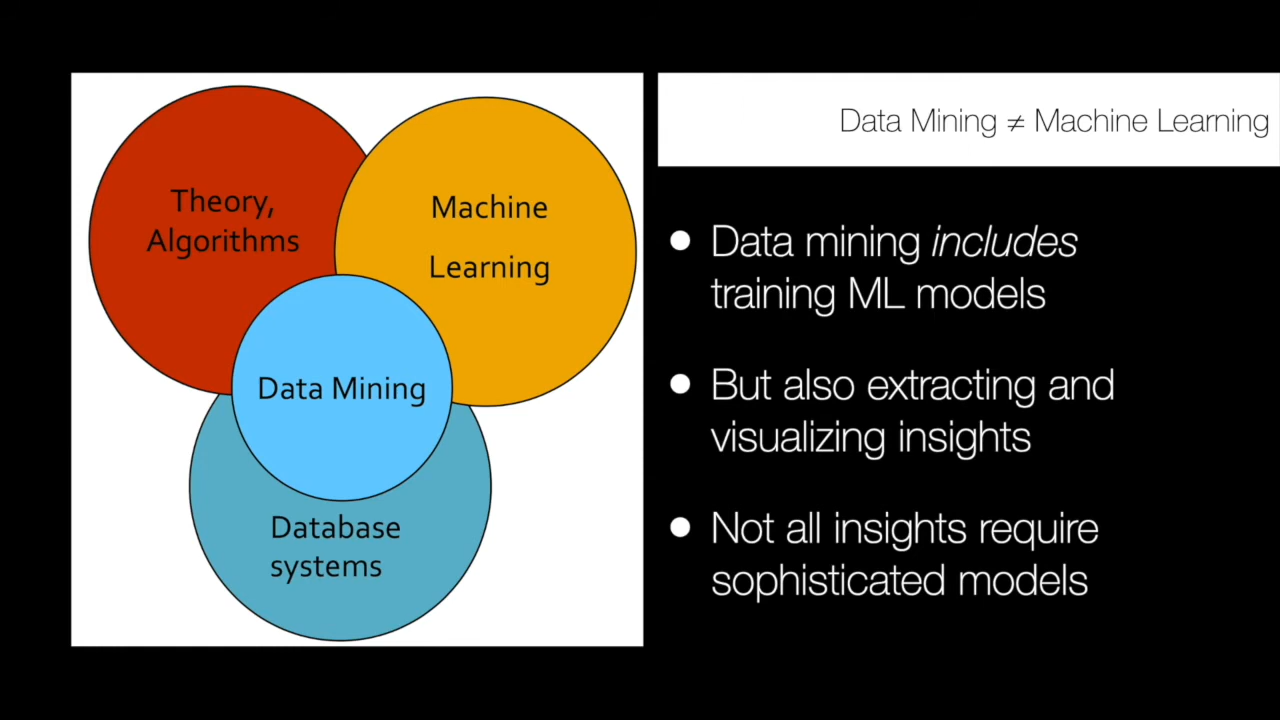 Theory,
Algorithms
Machine
Learning
Data Mining
Database
systems
Data Mining ≠ Machine Learning
• Data mining includes
training ML models
• But also extracting and
visualizing insights
• Not all insights require
sophisticated models